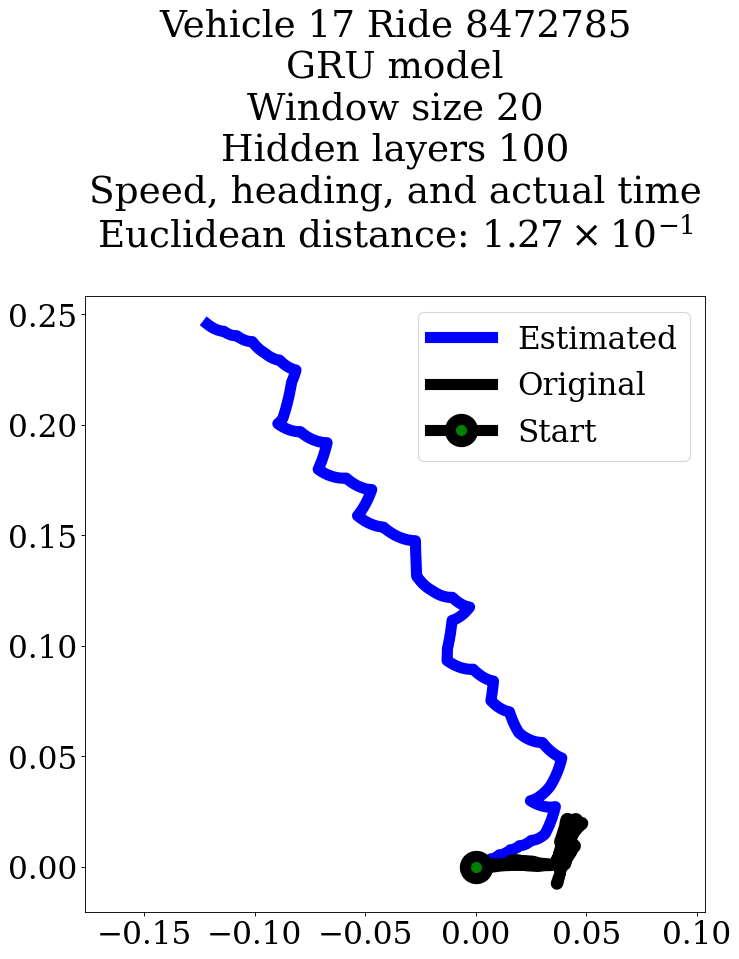 Vehicle 17 Ride 8472785
GRU model
Window size 20
Hidden layers 100
Speed, heading, and actual time
Euclidean distance: 1.27 × 10⁻¹
0.25
0.20
0.15
0.10
0.05
0.00
Estimated
Original
Start
−0.15 −0.10 −0.05 0.00 0.05 0.10